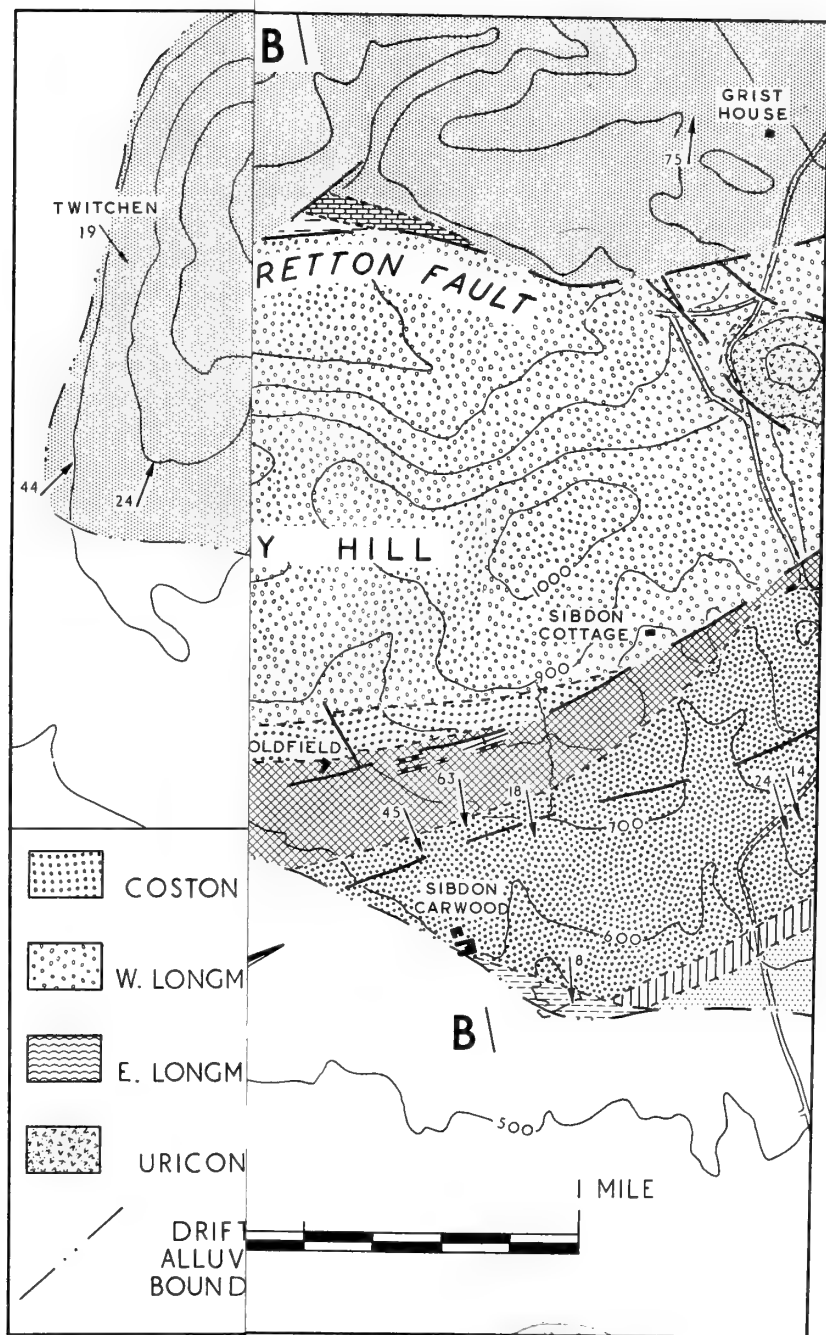 B
GRIST
HOUSE
75
TWITCHEN
19
RETTON FAULT
44
24
Y HILL
1000
SIBDON
COTTAGE
900
OLDFIELD
63
18
45
24
14
700
SIBDON
CARWOOD
600
8
B
500
COSTON
W. LONGM
E. LONGM
URICON
DRIFT
ALLUV
BOUND
1 MILE